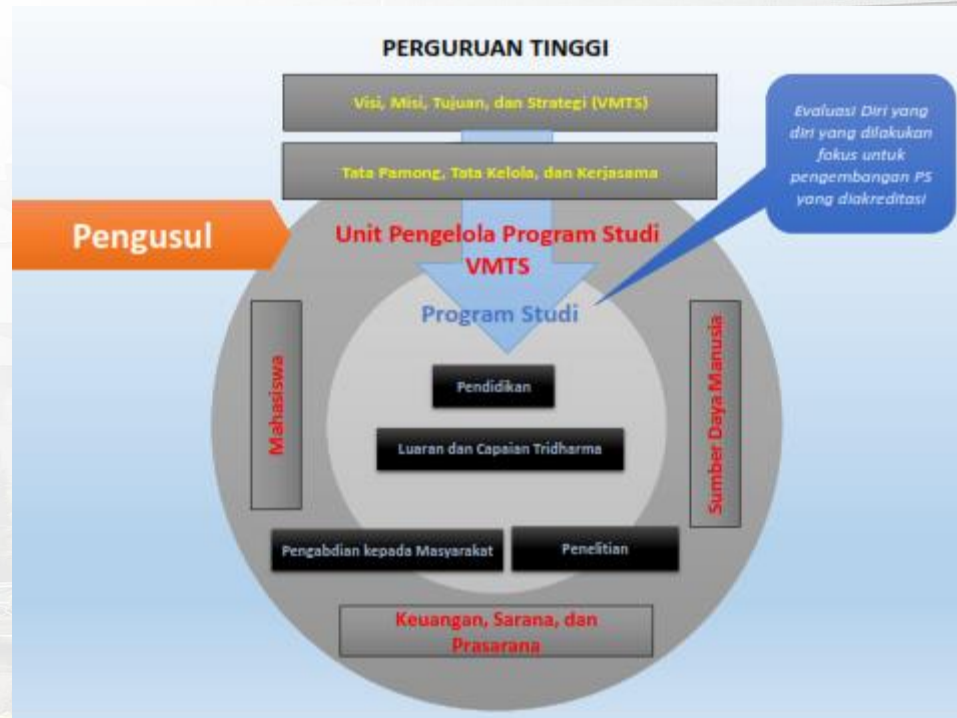 PERGURUAN TINGGI
Visi, Misi, Tujuan, dan Strategi (VMTS)
Tata Pamong, Tata Kelola, dan Kerjasama
Evaluasi Diri yang
diri yang dilakukan
fokus untuk
pengembangan PS
yang diakreditasi
Pengusul
Unit Pengelola Program Studi
VMTS
Program Studi
Mahasiswa
Sumber Daya Manusia
Pendidikan
Luaran dan Capaian Tridharma
Pengabdian kepada Masyarakat
Penelitian
Keuangan, Sarana, dan
Prasarana